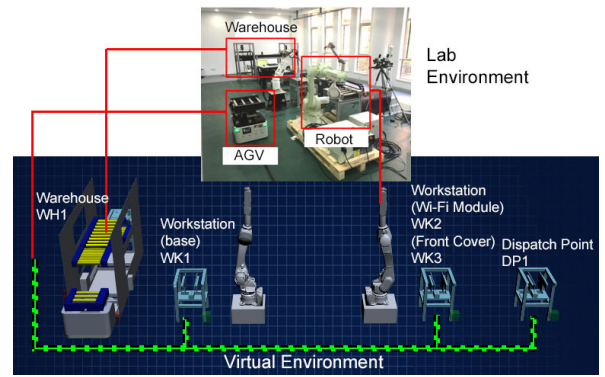 Warehouse
Lab
Environment
AGV
Robot
Warehouse
WH1
Workstation
(base)
WK1
Workstation
(Wi-Fi Module)
WK2
(Front Cover)
WK3
Dispatch Point
DP1
Virtual Environment